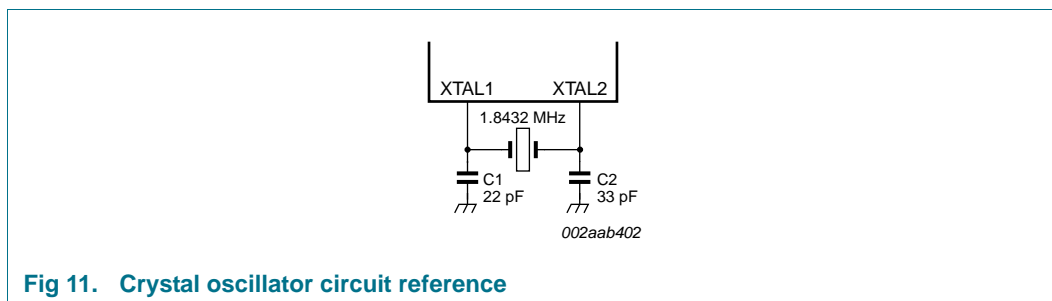 XTAL1 XTAL2
1.8432 MHz
C1 C2
22 pF 33 pF
002aab402
Fig 11. Crystal oscillator circuit reference